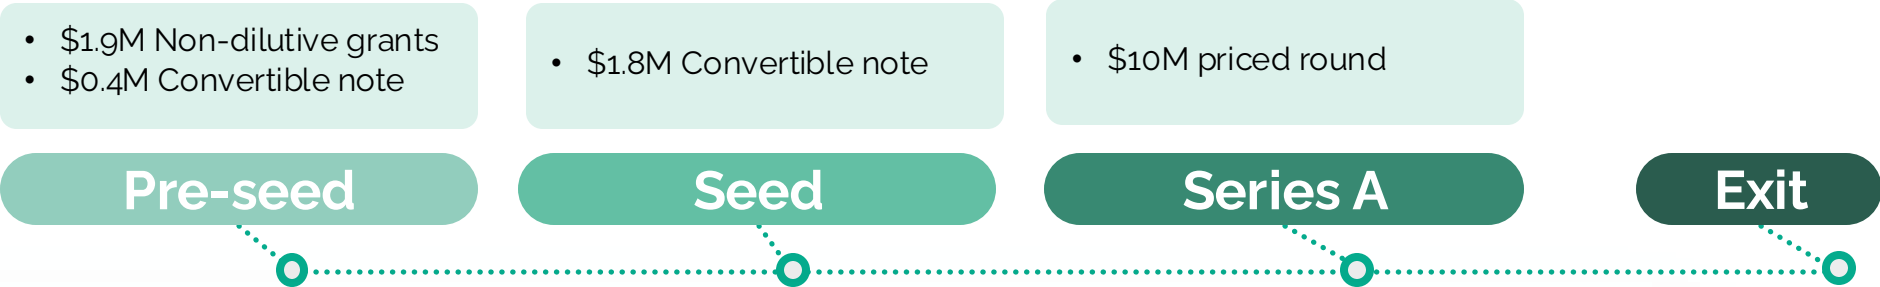 • $1.9M Non-dilutive grants
• $0.4M Convertible note
• $1.8M Convertible note
• $10M priced round
Pre-seed
Seed
Series A
Exit